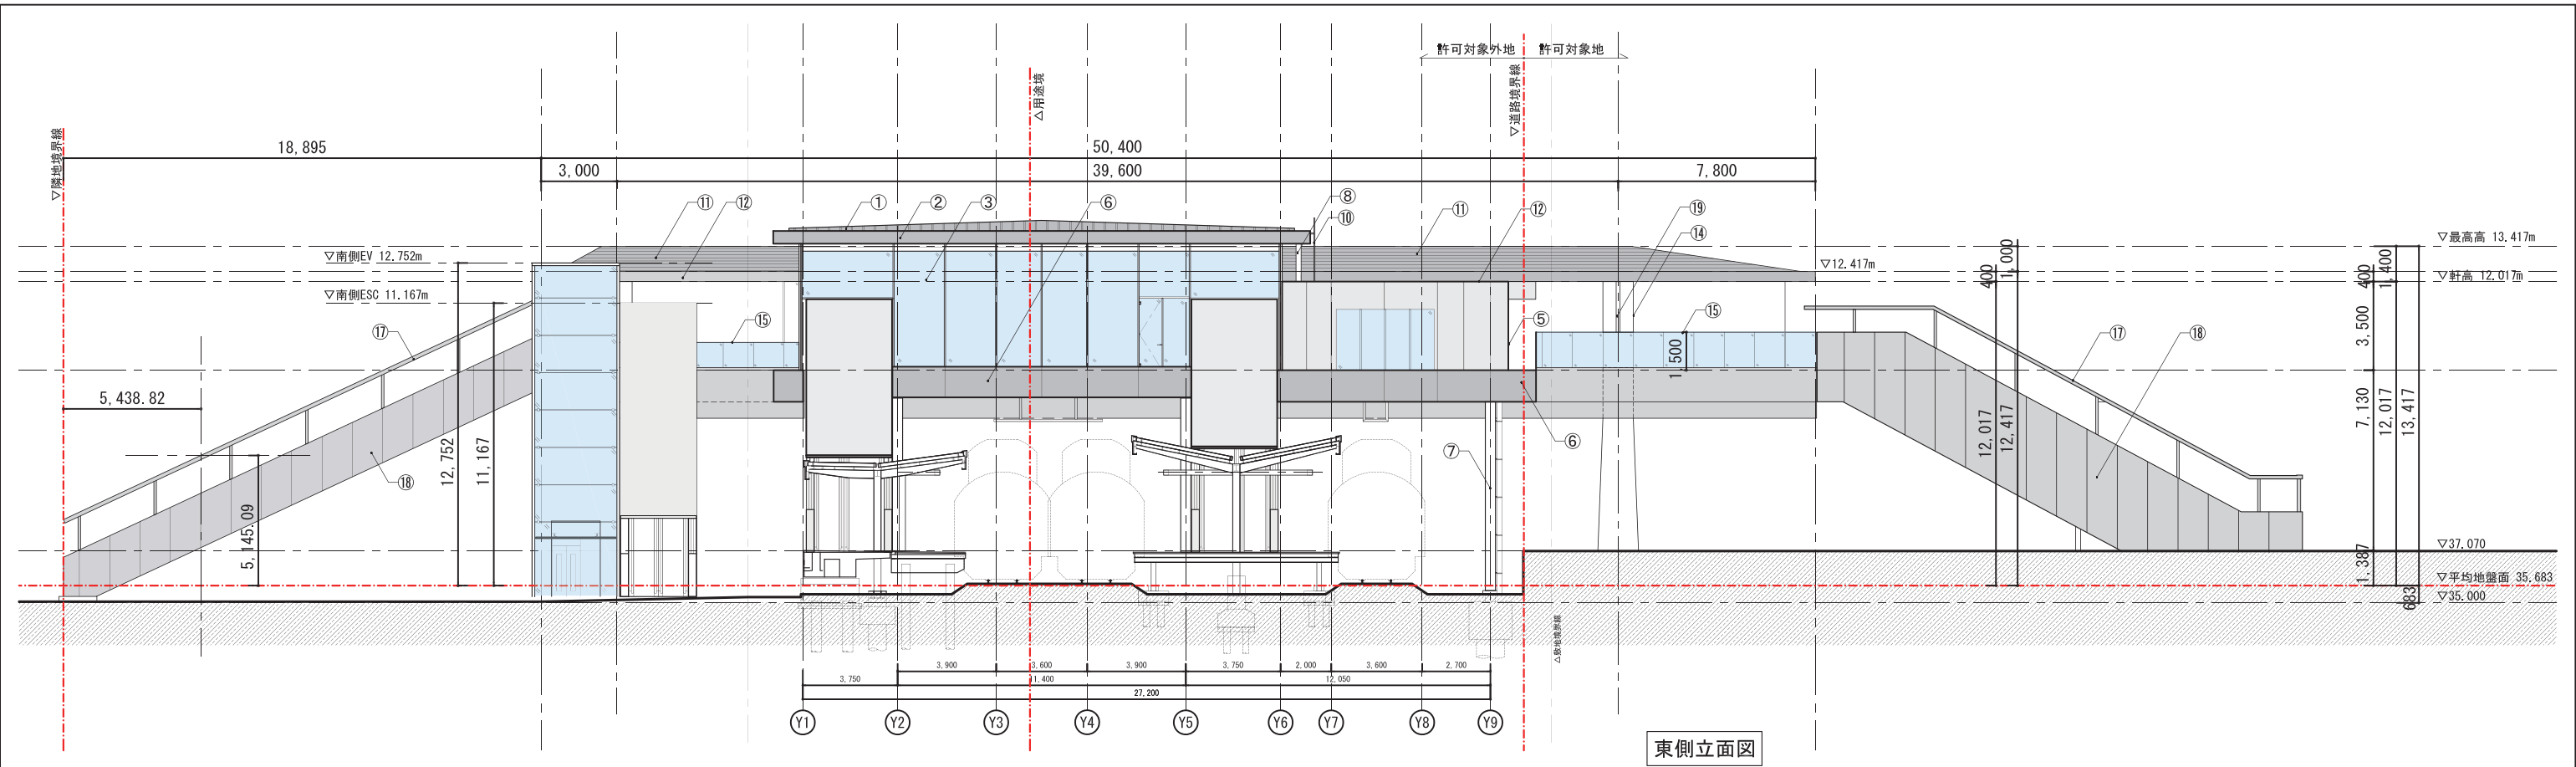 許可対象外地 許可対象地
▽隣地境界線
△用途境
▽道路境界線
18,895 50,400
3,000 39,600 7,800
⑪ ⑫ ① ② ③ ⑥ ⑧ ⑩ ⑪ ⑫ ⑲ ⑭
▽南側EV 12.752m
▽南側ESC 11.167m
▽12.417m
▽最高高 13.417m
▽軒高 12.017m
400 1,000 400 1,400
⑰ ⑮ ⑤ ⑮ ⑰ ⑱
1,500 3,500
5,438.82
⑱ ⑦ ⑥
5,145.09 12,752 11,167
12,017 12,417 7,130 12,017 13,417
1,387
683
▽37.070
▽平均地盤面 35,683
▽35.000
△敷地境界線
3,900 3,600 3,900 3,750 2,000 3,600 2,700
3,750 11,400 12,050
27,200
Y1 Y2 Y3 Y4 Y5 Y6 Y7 Y8 Y9
東側立面図